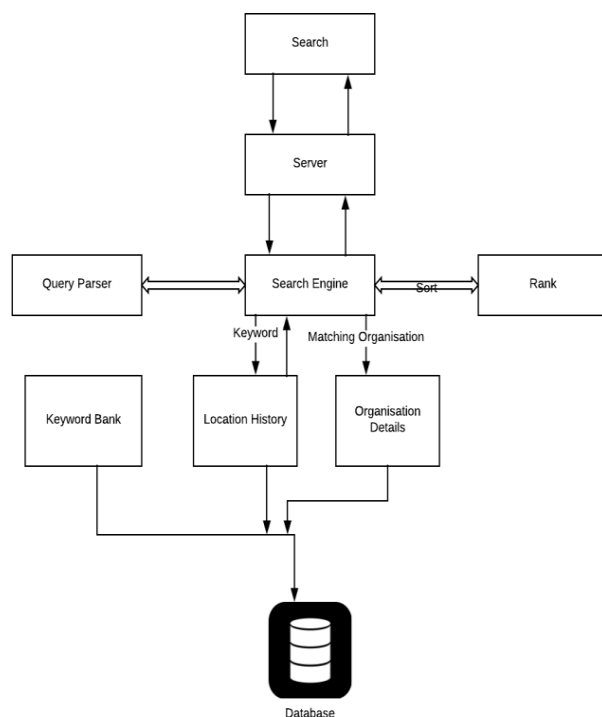 Search
Server
Query Parser
Search Engine
Sort
Rank
Keyword
Matching Organisation
Keyword Bank
Location History
Organisation
Details
Database